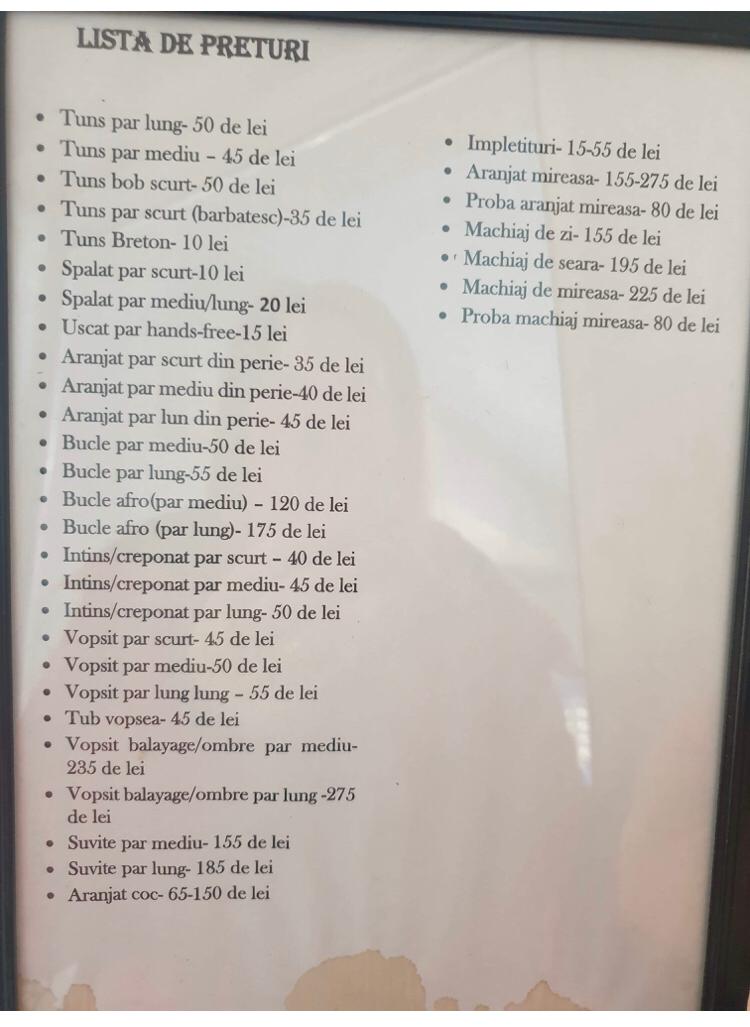 LISTA DE PRETURI
• Tuns par lung- 50 de lei
• Tuns par mediu – 45 de lei
• Tuns bob scurt- 50 de lei
• Tuns par scurt (barbatesc)-35 de lei
• Tuns Breton- 10 lei
• Spalat par scurt-10 lei
• Spalat par mediu/lung- 20 lei
• Uscat par hands-free-15 lei
• Aranjat par scurt din perie- 35 de lei
• Aranjat par mediu din perie-40 de lei
• Aranjat par lun din perie- 45 de lei
• Bucle par mediu-50 de lei
• Bucle par lung-55 de lei
• Bucle afro(par mediu) – 120 de lei
• Bucle afro (par lung)- 175 de lei
• Intins/creponat par scurt – 40 de lei
• Intins/creponat par mediu- 45 de lei
• Intins/creponat par lung- 50 de lei
• Vopsit par scurt- 45 de lei
• Vopsit par mediu-50 de lei
• Vopsit par lung lung – 55 de lei
• Tub vopsea- 45 de lei
• Vopsit balayage/ombre par mediu-
235 de lei
• Vopsit balayage/ombre par lung -275
de lei
• Suvite par mediu- 155 de lei
• Suvite par lung- 185 de lei
• Aranjat coc- 65-150 de lei
• Impletituri- 15-55 de lei
• Aranjat mireasa- 155-275 de lei
• Proba aranjat mireasa- 80 de lei
• Machiaj de zi- 155 de lei
• Machiaj de seara- 195 de lei
• Machiaj de mireasa- 225 de lei
• Proba machiaj mireasa- 80 de lei